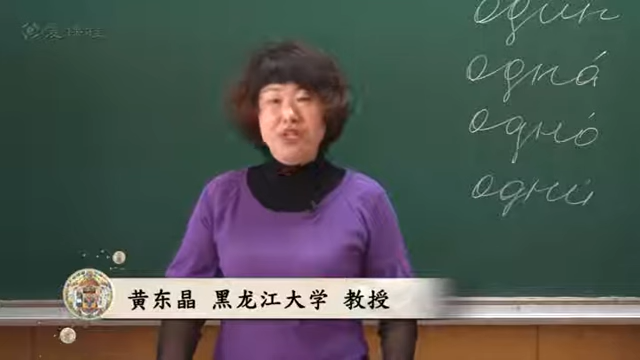 один
одна́
одно́
одни́
黄东晶 黑龙江大学 教授